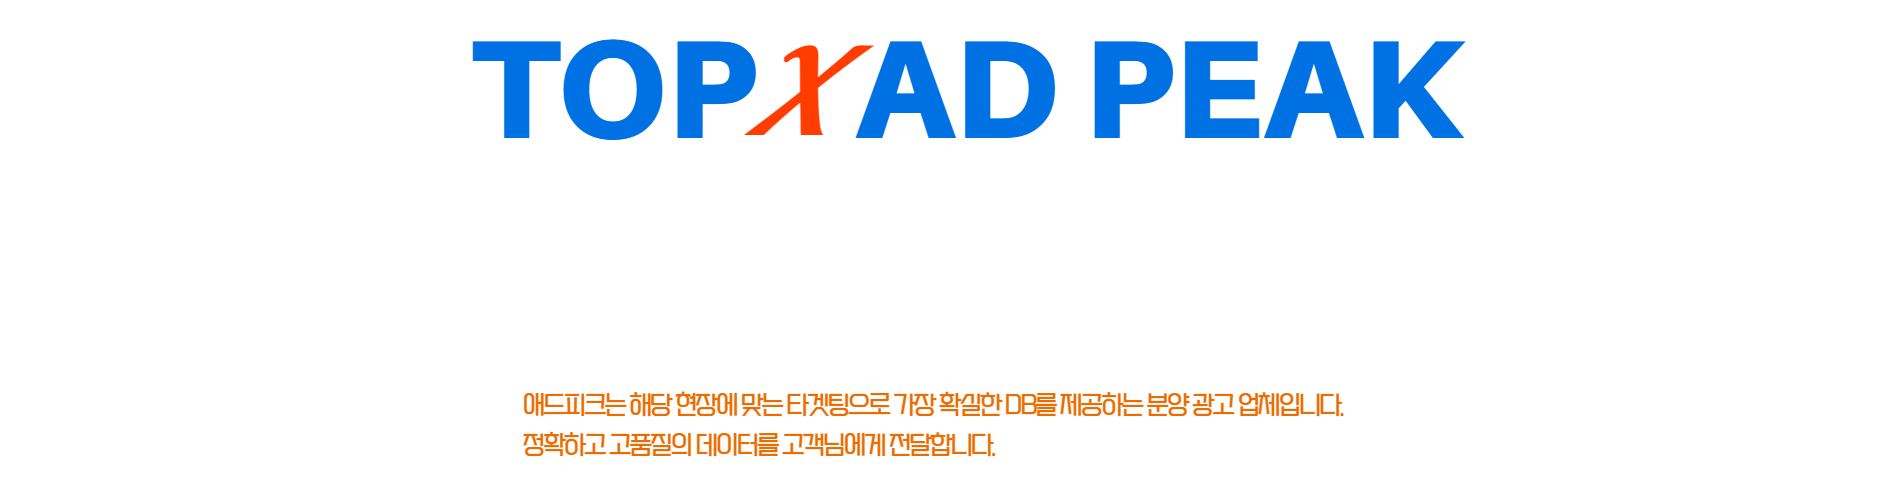 TOP X AD PEAK
애드피크는 해당 현장에 맞는 타겟팅으로 가장 확실한 DB를 제공하는 분양 광고 업체입니다.
정확하고 고품질의 데이터를 고객님에게 전달합니다.